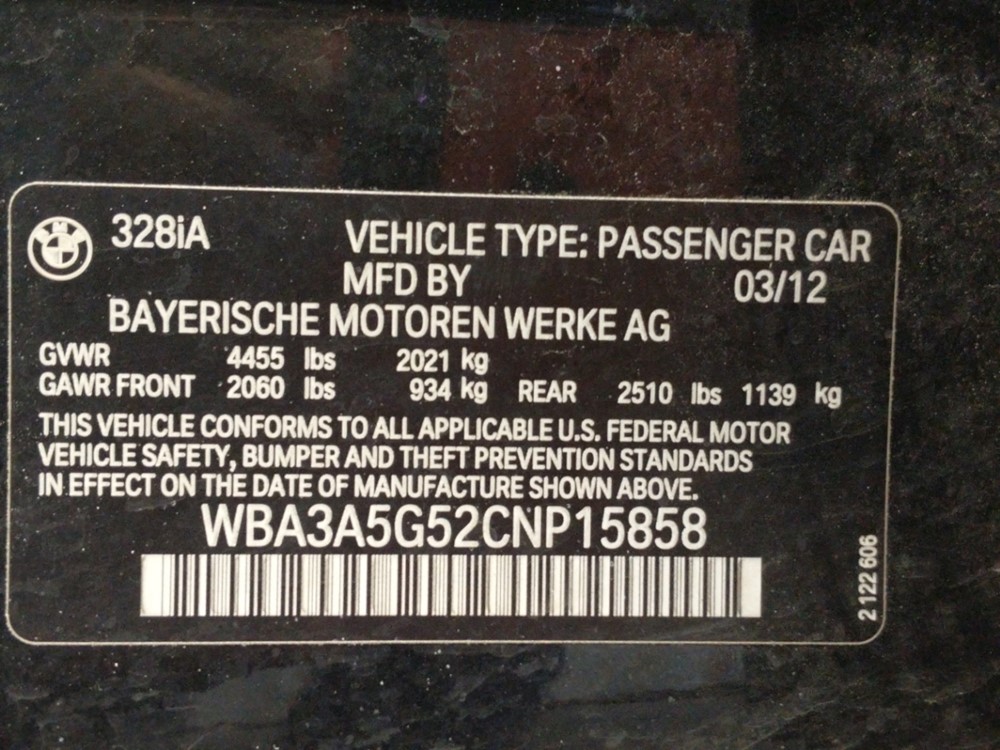 328iA VEHICLE TYPE: PASSENGER CAR
MFD BY 03/12
BAYERISCHE MOTOREN WERKE AG
GVWR 4455 lbs 2021 kg
GAWR FRONT 2060 lbs 934 kg REAR 2510 lbs 1139 kg
THIS VEHICLE CONFORMS TO ALL APPLICABLE U.S. FEDERAL MOTOR
VEHICLE SAFETY, BUMPER AND THEFT PREVENTION STANDARDS
IN EFFECT ON THE DATE OF MANUFACTURE SHOWN ABOVE.
WBA3A5G52CNP15858
2 122 606